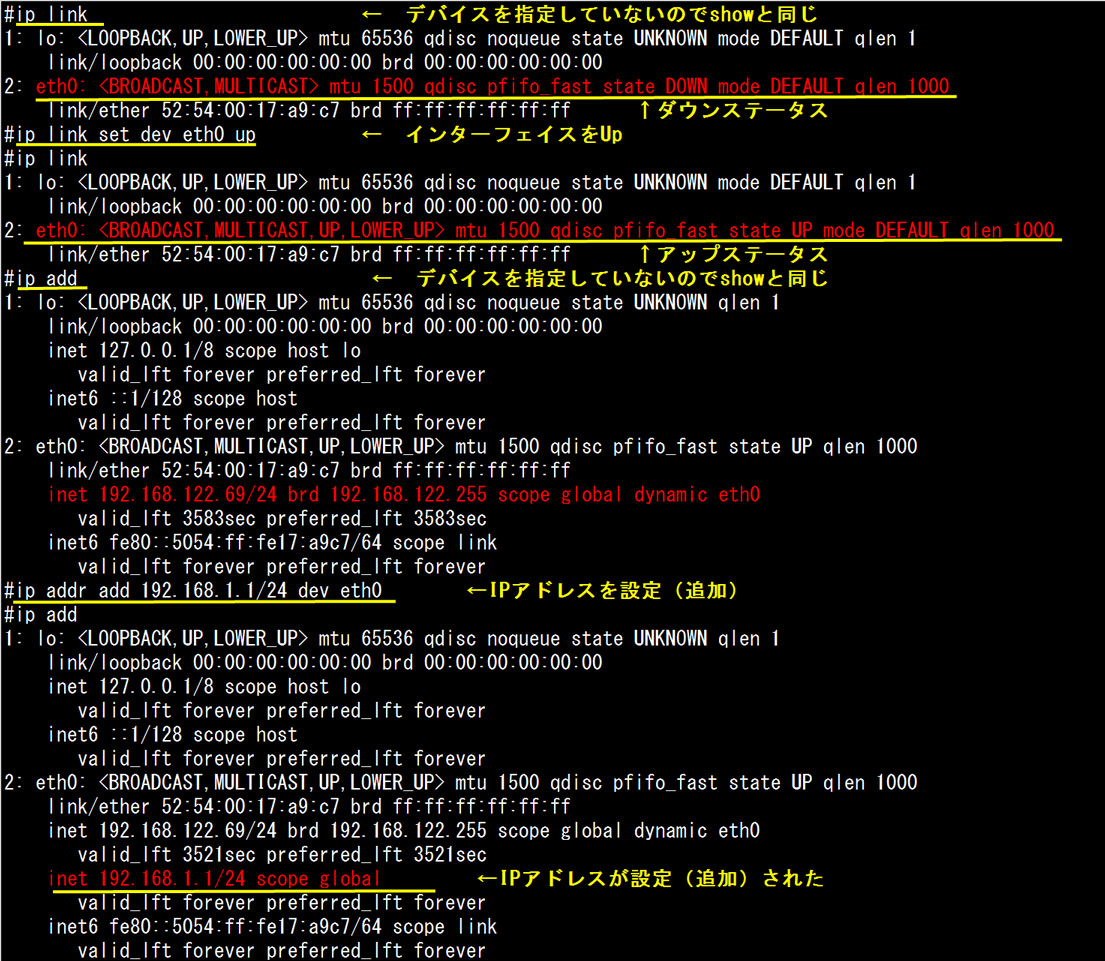 #ip link ← デバイスを指定していないのでshowと同じ
1: lo: <LOOPBACK,UP,LOWER_UP> mtu 65536 qdisc noqueue state UNKNOWN mode DEFAULT qlen 1
link/loopback 00:00:00:00:00:00 brd 00:00:00:00:00:00
2: eth0: <BROADCAST,MULTICAST> mtu 1500 qdisc pfifo_fast state DOWN mode DEFAULT qlen 1000
link/ether 52:54:00:17:a9:c7 brd ff:ff:ff:ff:ff:ff ↑ダウンステータス
#ip link set dev eth0 up ← インターフェイスをUp
#ip link
1: lo: <LOOPBACK,UP,LOWER_UP> mtu 65536 qdisc noqueue state UNKNOWN mode DEFAULT qlen 1
link/loopback 00:00:00:00:00:00 brd 00:00:00:00:00:00
2: eth0: <BROADCAST,MULTICAST,UP,LOWER_UP> mtu 1500 qdisc pfifo_fast state UP mode DEFAULT qlen 1000
link/ether 52:54:00:17:a9:c7 brd ff:ff:ff:ff:ff:ff ↑アップステータス
#ip add ← デバイスを指定していないのでshowと同じ
1: lo: <LOOPBACK,UP,LOWER_UP> mtu 65536 qdisc noqueue state UNKNOWN qlen 1
link/loopback 00:00:00:00:00:00 brd 00:00:00:00:00:00
inet 127.0.0.1/8 scope host lo
valid_lft forever preferred_lft forever
inet6 ::1/128 scope host
valid_lft forever preferred_lft forever
2: eth0: <BROADCAST,MULTICAST,UP,LOWER_UP> mtu 1500 qdisc pfifo_fast state UP qlen 1000
link/ether 52:54:00:17:a9:c7 brd ff:ff:ff:ff:ff:ff
inet 192.168.122.69/24 brd 192.168.122.255 scope global dynamic eth0
valid_lft 3583sec preferred_lft 3583sec
inet6 fe80::5054:ff:fe17:a9c7/64 scope link
valid_lft forever preferred_lft forever
#ip addr add 192.168.1.1/24 dev eth0 ←IPアドレスを設定（追加）
#ip add
1: lo: <LOOPBACK,UP,LOWER_UP> mtu 65536 qdisc noqueue state UNKNOWN qlen 1
link/loopback 00:00:00:00:00:00 brd 00:00:00:00:00:00
inet 127.0.0.1/8 scope host lo
valid_lft forever preferred_lft forever
inet6 ::1/128 scope host
valid_lft forever preferred_lft forever
2: eth0: <BROADCAST,MULTICAST,UP,LOWER_UP> mtu 1500 qdisc pfifo_fast state UP qlen 1000
link/ether 52:54:00:17:a9:c7 brd ff:ff:ff:ff:ff:ff
inet 192.168.122.69/24 brd 192.168.122.255 scope global dynamic eth0
valid_lft 3521sec preferred_lft 3521sec
inet 192.168.1.1/24 scope global ←IPアドレスが設定（追加）された
valid_lft forever preferred_lft forever
inet6 fe80::5054:ff:fe17:a9c7/64 scope link
valid_lft forever preferred_lft forever